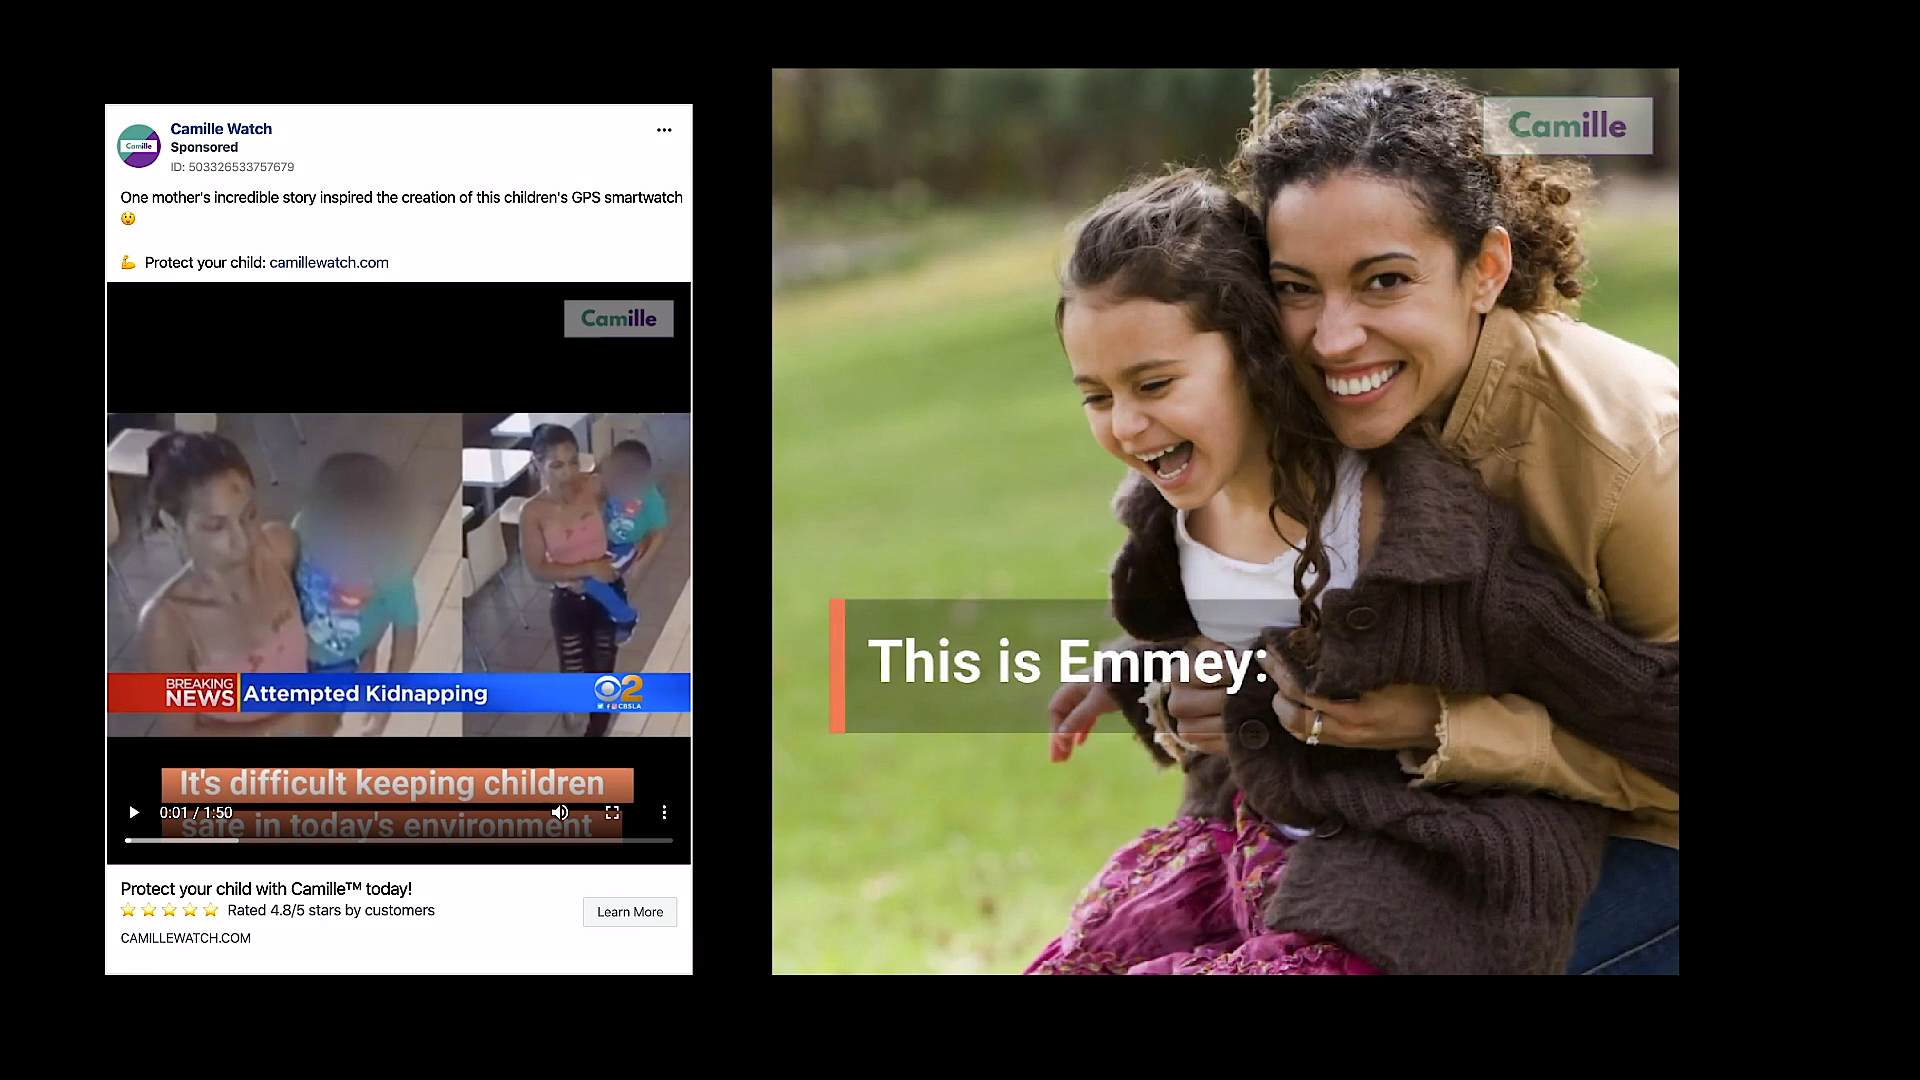 Camille
Camille Watch
Sponsored
ID: 503326533757679
One mother's incredible story inspired the creation of this children's GPS smartwatch
😲
💪 Protect your child: camillewatch.com
Camille
BREAKING
NEWS
Attempted Kidnapping
2
CBSLA
It's difficult keeping children
safe in today's environment
0:01 / 1:50
Protect your child with Camille™ today!
⭐⭐⭐⭐⭐ Rated 4.8/5 stars by customers
Learn More
CAMILLEWATCH.COM
Camille
This is Emmey: